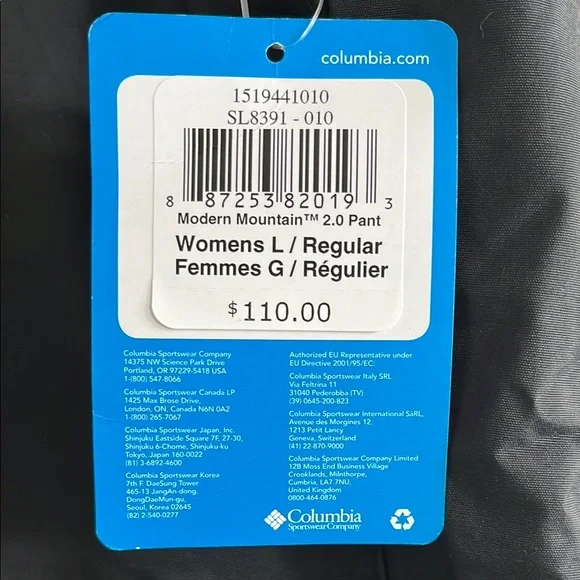 columbia.com
1519441010
SL8391 - 010
8 87253 82019 3
Modern Mountain™ 2.0 Pant
Womens L / Regular
Femmes G / Régulier
$110.00
Columbia Sportswear Company
14375 NW Science Park Drive
Portland, OR 97229-5418 USA
1-(800) 547-8066
Columbia Sportswear Canada LP
1425 Max Brose Drive,
London, ON, Canada N6N 0A2
1-(800) 265-7067
Columbia Sportswear Japan, Inc.
Shinjuku Eastside Square 7F, 27-30,
Shinjuku 6-Chome, Shinjuku-ku
Tokyo, Japan 160-0022
(81) 3-6892-4600
Columbia Sportswear Korea
7th F. DaeSung Tower
465-13 JangAn-dong,
DongDaeMun-gu,
Seoul, Korea 02645
(82) 2-540-0277
Authorized EU Representative under
EU Directive 2001/95/EC:
Columbia Sportswear Italy SRL
Via Feltrina 11
31040 Pederobba (TV)
(39) 0645-200-823
Columbia Sportswear International SàRL,
Avenue des Morgines 12,
1213 Petit Lancy
Geneva, Switzerland
(41) 22-870-9000
Columbia Sportswear Company Limited
12B Moss End Business Village
Crooklands, Milnthorpe,
Cumbria, LA7 7NU,
United Kingdom
0800-464-0876
Columbia
Sportswear Company